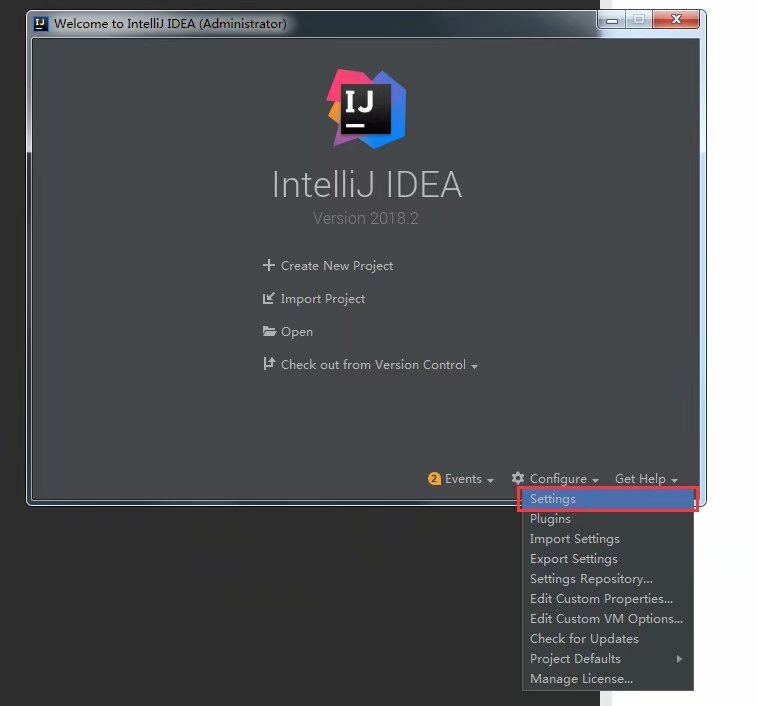 Welcome to IntelliJ IDEA (Administrator)
IJ
IntelliJ IDEA
Version 2018.2
Create New Project
Import Project
Open
Check out from Version Control
2 Events
Configure
Get Help
Settings
Plugins
Import Settings
Export Settings
Settings Repository...
Edit Custom Properties...
Edit Custom VM Options...
Check for Updates
Project Defaults
Manage License...